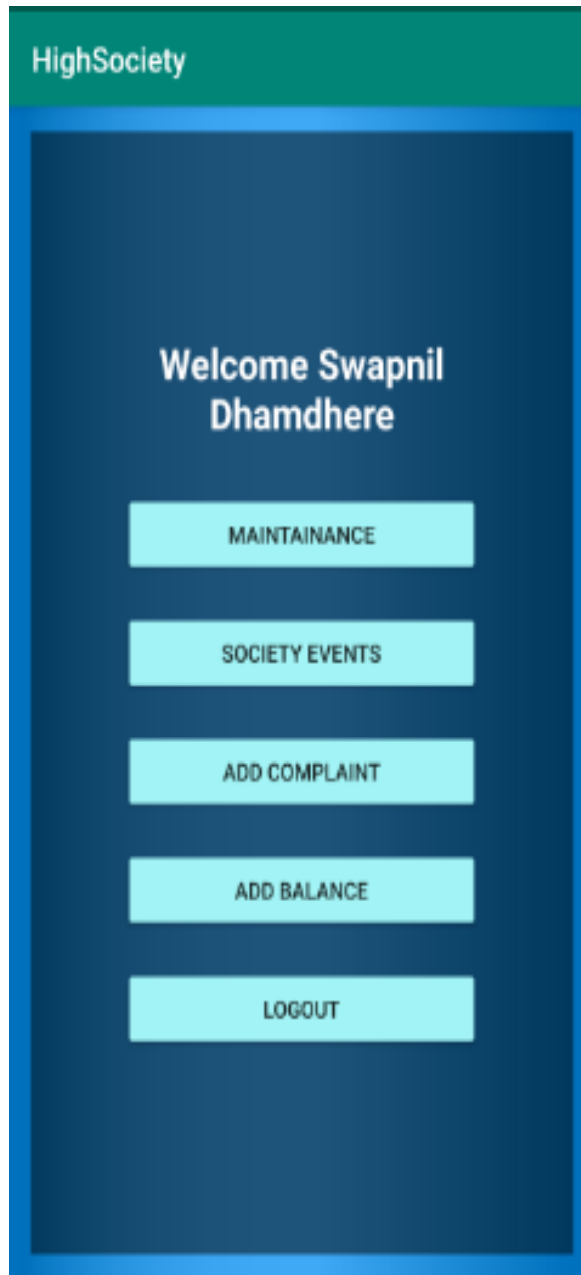 HighSociety
Welcome Swapnil
Dhamdhere
MAINTAINANCE
SOCIETY EVENTS
ADD COMPLAINT
ADD BALANCE
LOGOUT